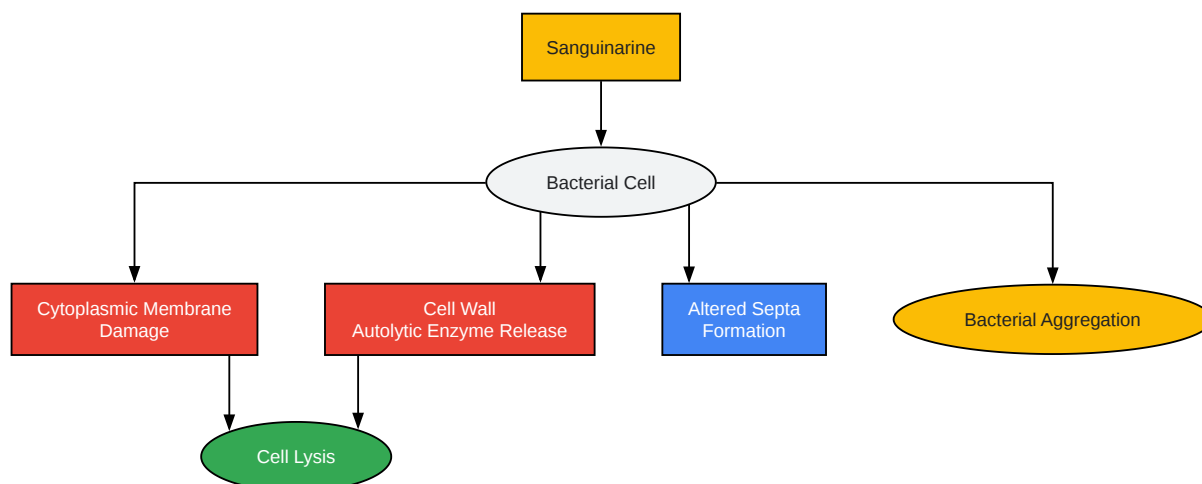 Sanguinarine
Bacterial Cell
Cytoplasmic Membrane
Damage
Cell Wall
Autolytic Enzyme Release
Altered Septa
Formation
Bacterial Aggregation
Cell Lysis